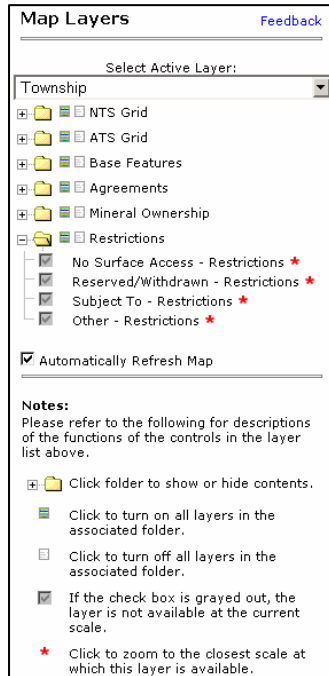 Map Layers Feedback
Select Active Layer:
Township
NTS Grid
ATS Grid
Base Features
Agreements
Mineral Ownership
Restrictions
No Surface Access - Restrictions *
Reserved/Withdrawn - Restrictions *
Subject To - Restrictions *
Other - Restrictions *
Automatically Refresh Map
Notes:
Please refer to the following for descriptions
of the functions of the controls in the layer
list above.
Click folder to show or hide contents.
Click to turn on all layers in the
associated folder.
Click to turn off all layers in the
associated folder.
If the check box is grayed out, the
layer is not available at the current
scale.
* Click to zoom to the closest scale at
which this layer is available.